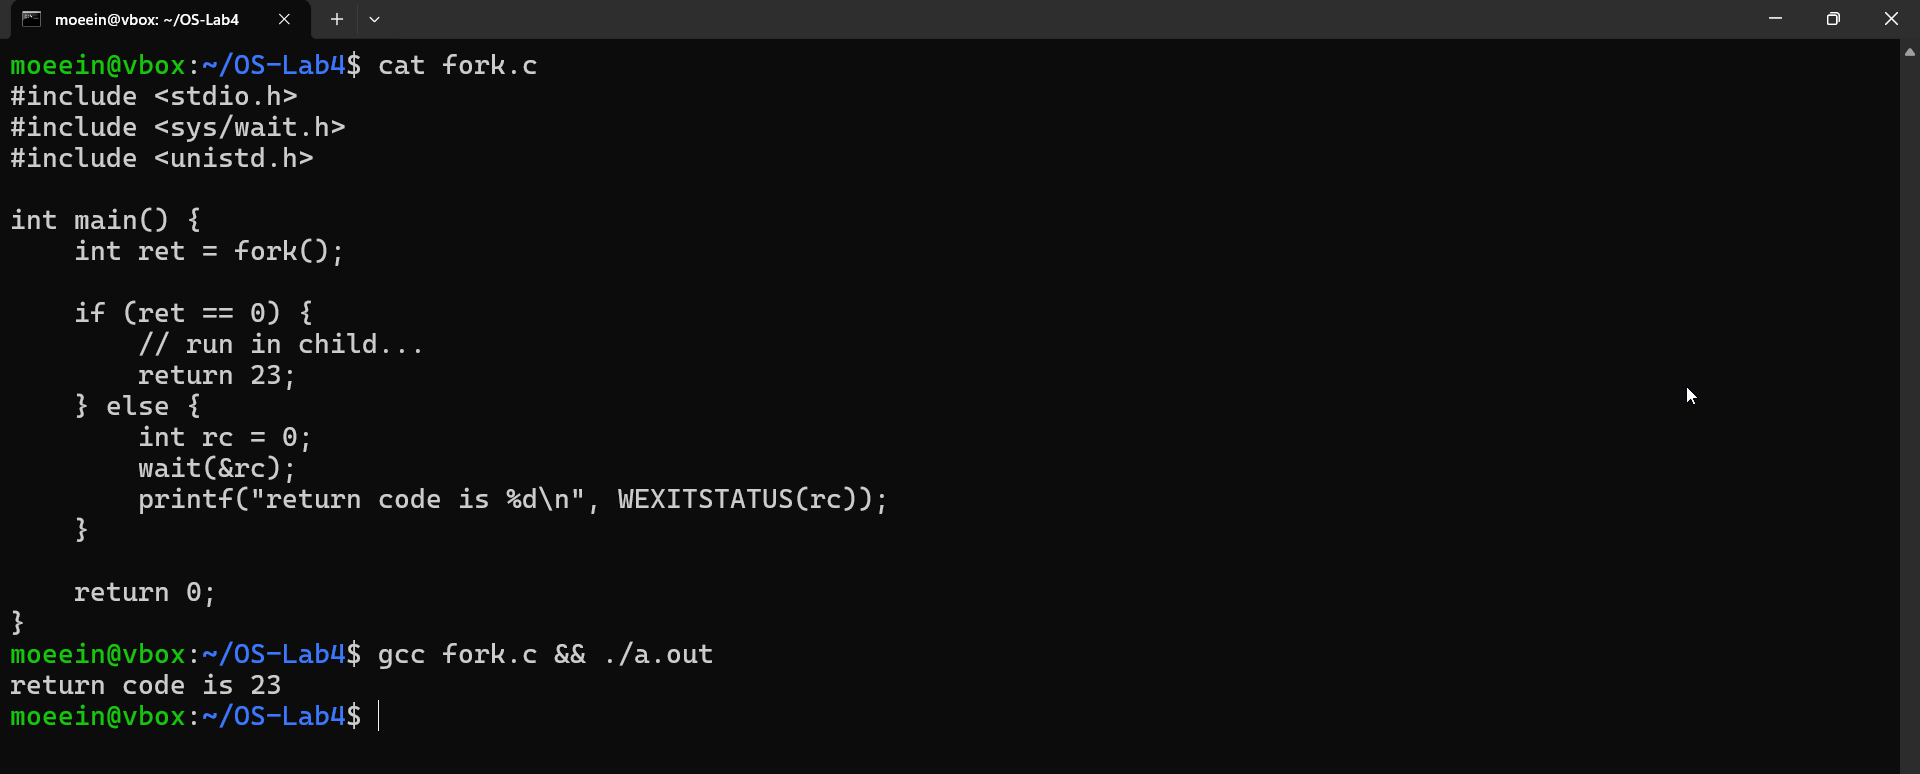 moeein@vbox: ~/OS-Lab4
moeein@vbox:~/OS-Lab4$ cat fork.c
#include <stdio.h>
#include <sys/wait.h>
#include <unistd.h>

int main() {
    int ret = fork();

    if (ret == 0) {
        // run in child...
        return 23;
    } else {
        int rc = 0;
        wait(&rc);
        printf("return code is %d\n", WEXITSTATUS(rc));
    }

    return 0;
}
moeein@vbox:~/OS-Lab4$ gcc fork.c && ./a.out
return code is 23
moeein@vbox:~/OS-Lab4$